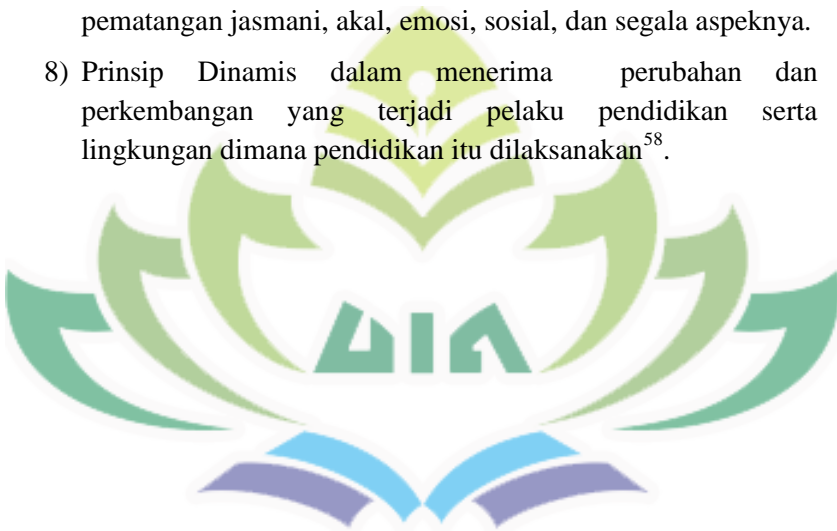 pematangan jasmani, akal, emosi, sosial, dan segala aspeknya.
8) Prinsip Dinamis dalam menerima perubahan dan
perkembangan yang terjadi pelaku pendidikan serta
lingkungan dimana pendidikan itu dilaksanakan⁵⁸.
UIN